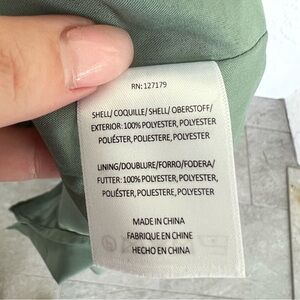 RN: 127179
SHELL/ COQUILLE/ SHELL/ OBERSTOFF/
EXTERIOR: 100% POLYESTER, POLYESTER
POLIÉSTER, POLIESTERE, POLYESTER
LINING/DOUBLURE/FORRO/FODERA/
FUTTER: 100% POLYESTER, POLYESTER,
POLIÉSTER, POLIESTERE, POLYESTER
MADE IN CHINA
FABRIQUE EN CHINE
HECHO EN CHINA